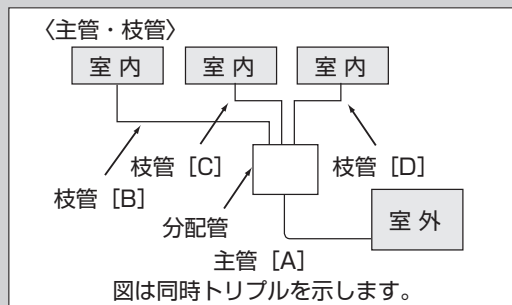 〈主管・枝管〉
室 内 室 内 室 内
枝管 [C] 枝管 [D]
枝管 [B]
室 外
分配管
主管 [A]
図は同時トリプルを示します。